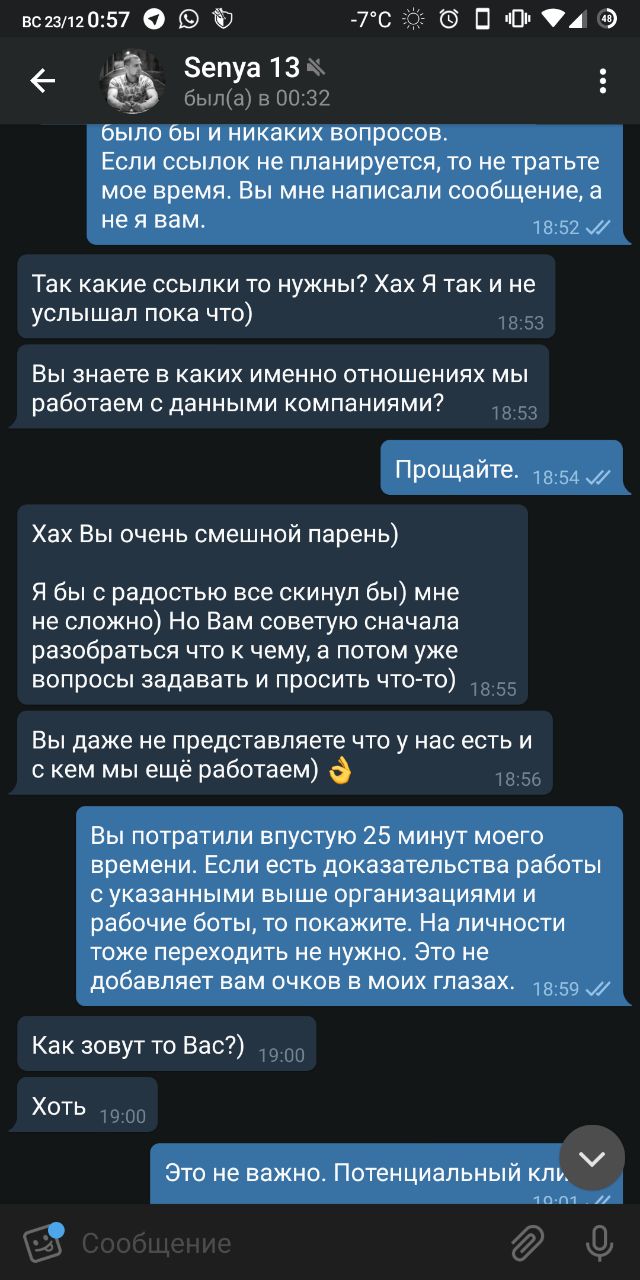 ВС 23/12 0:57 -7°C 48
Senya 13
был(а) в 00:32
было бы и никаких вопросов.
Если ссылок не планируется, то не тратьте
мое время. Вы мне написали сообщение, а
не я вам. 18:52
Так какие ссылки то нужны? Хах Я так и не
услышал пока что) 18:53
Вы знаете в каких именно отношениях мы
работаем с данными компаниями? 18:53
Прощайте. 18:54
Хах Вы очень смешной парень)
Я бы с радостью все скинул бы) мне
не сложно) Но Вам советую сначала
разобраться что к чему, а потом уже
вопросы задавать и просить что-то) 18:55
Вы даже не представляете что у нас есть и
с кем мы ещё работаем) 👌 18:56
Вы потратили впустую 25 минут моего
времени. Если есть доказательства работы
с указанными выше организациями и
рабочие боты, то покажите. На личности
тоже переходить не нужно. Это не
добавляет вам очков в моих глазах. 18:59
Как зовут то Вас?) 19:00
Хоть 19:00
Это не важно. Потенциальный кли
19:01
Сообщение